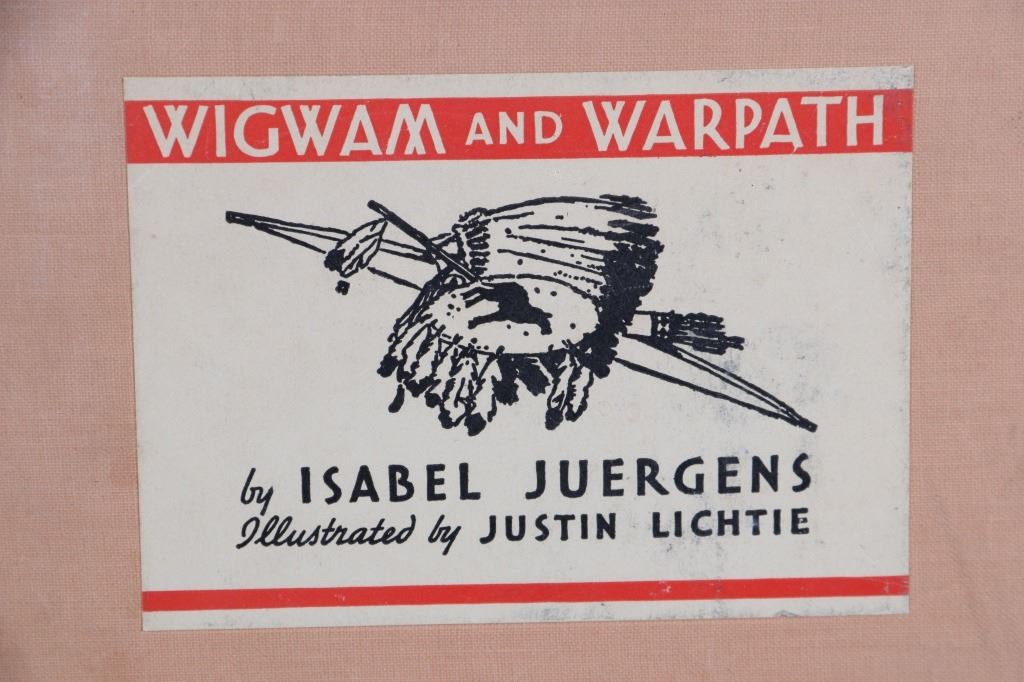 WIGWAM AND WARPATH
by ISABEL JUERGENS
Illustrated by JUSTIN LICHTIE